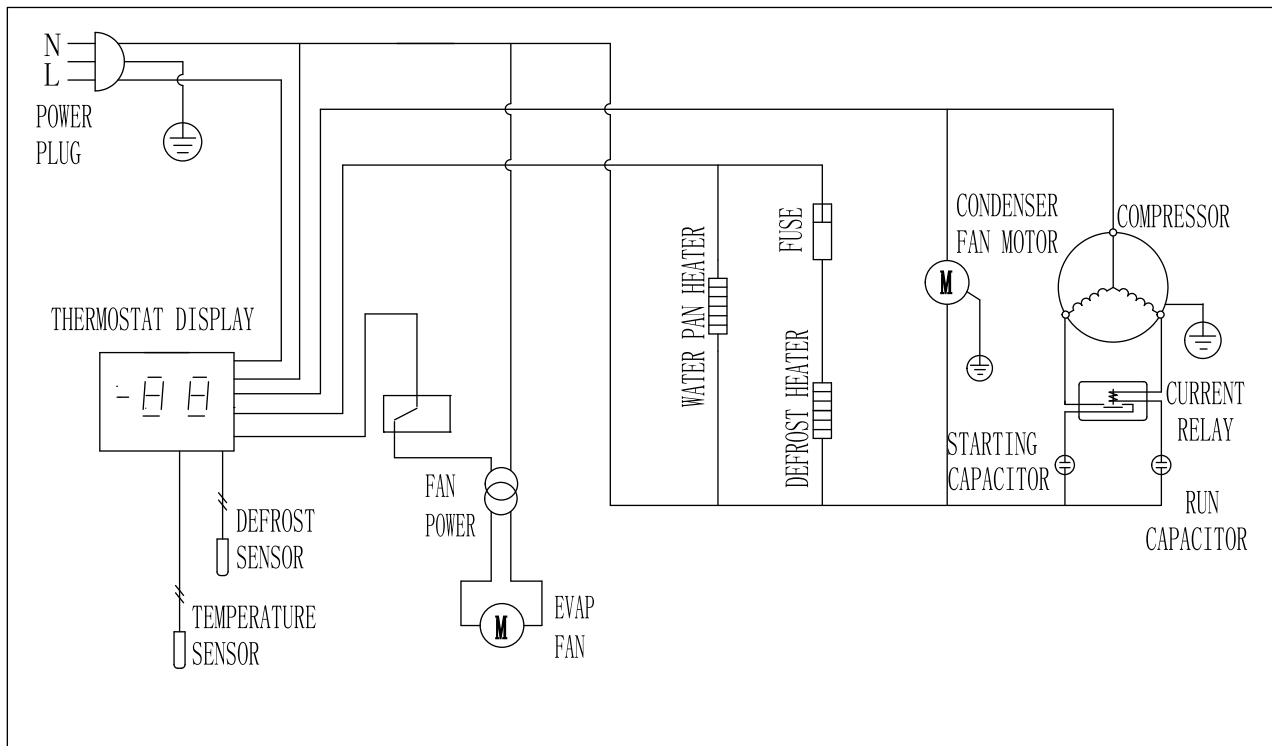 N
L
POWER
PLUG
THERMOSTAT DISPLAY
-88
DEFROST
SENSOR
TEMPERATURE
SENSOR
FAN
POWER
M
EVAP
FAN
WATER PAN HEATER
FUSE
DEFROST HEATER
CONDENSER
FAN MOTOR
M
COMPRESSOR
CURRENT
RELAY
STARTING
CAPACITOR
RUN
CAPACITOR